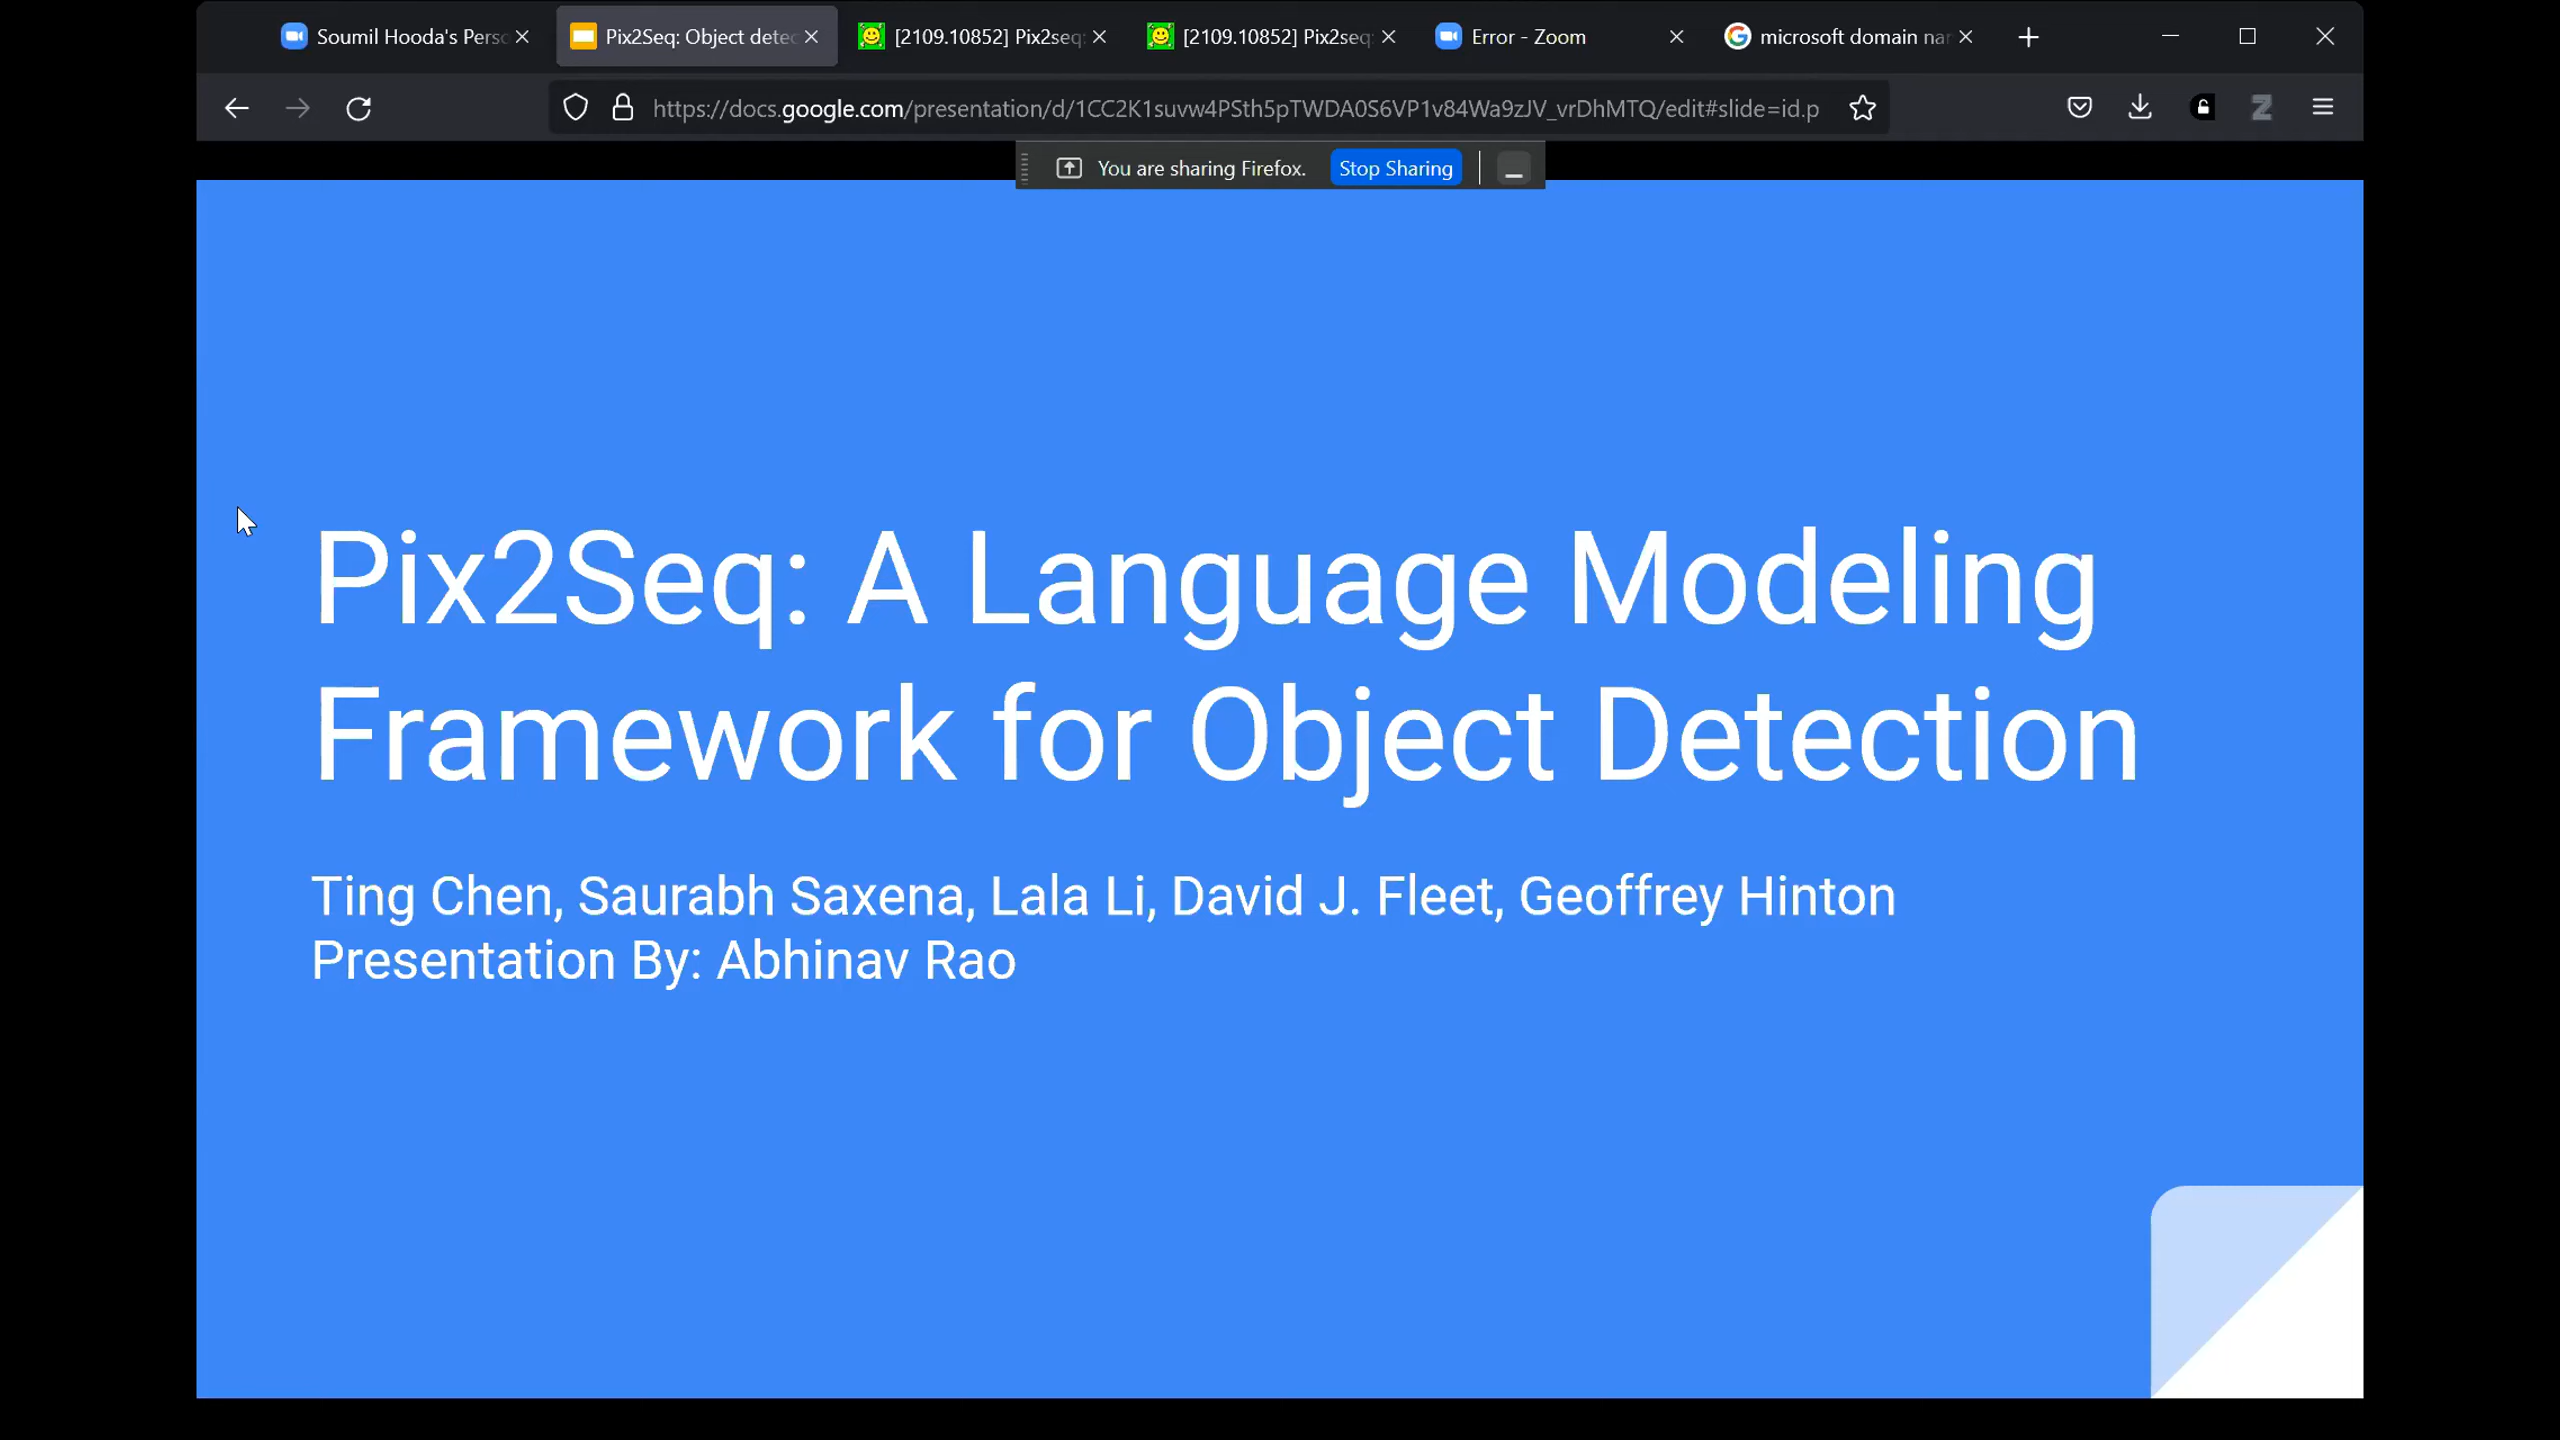 Soumil Hooda's Pers
Pix2Seq: Object dete
[2109.10852] Pix2seq:
[2109.10852] Pix2seq:
Error - Zoom
microsoft domain na
https://docs.google.com/presentation/d/1CC2K1suvw4PSth5pTWDA0S6VP1v84Wa9zJV_vrDhMTQ/edit#slide=id.p
You are sharing Firefox.
Stop Sharing
Pix2Seq: A Language Modeling
Framework for Object Detection
Ting Chen, Saurabh Saxena, Lala Li, David J. Fleet, Geoffrey Hinton
Presentation By: Abhinav Rao